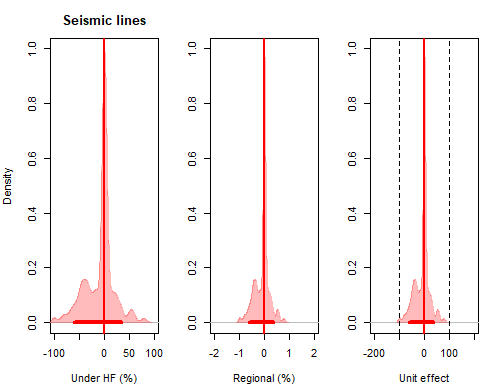 Seismic lines
Density
0.0 0.2 0.4 0.6 0.8 1.0
-100 -50 0 50 100
Under HF (%)
0.0 0.2 0.4 0.6 0.8 1.0
-2 -1 0 1 2
Regional (%)
0.0 0.2 0.4 0.6 0.8 1.0
-200 0 100
Unit effect